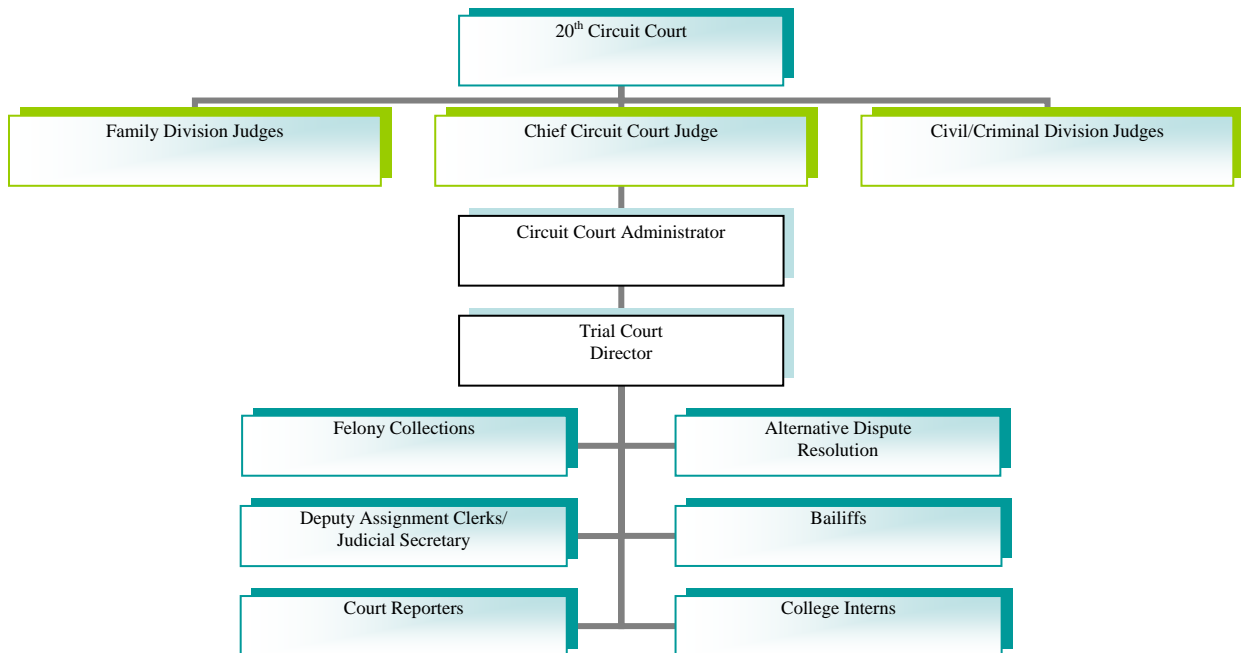 20th Circuit Court
Family Division Judges
Chief Circuit Court Judge
Civil/Criminal Division Judges
Circuit Court Administrator
Trial Court
Director
Felony Collections
Alternative Dispute
Resolution
Deputy Assignment Clerks/
Judicial Secretary
Bailiffs
Court Reporters
College Interns